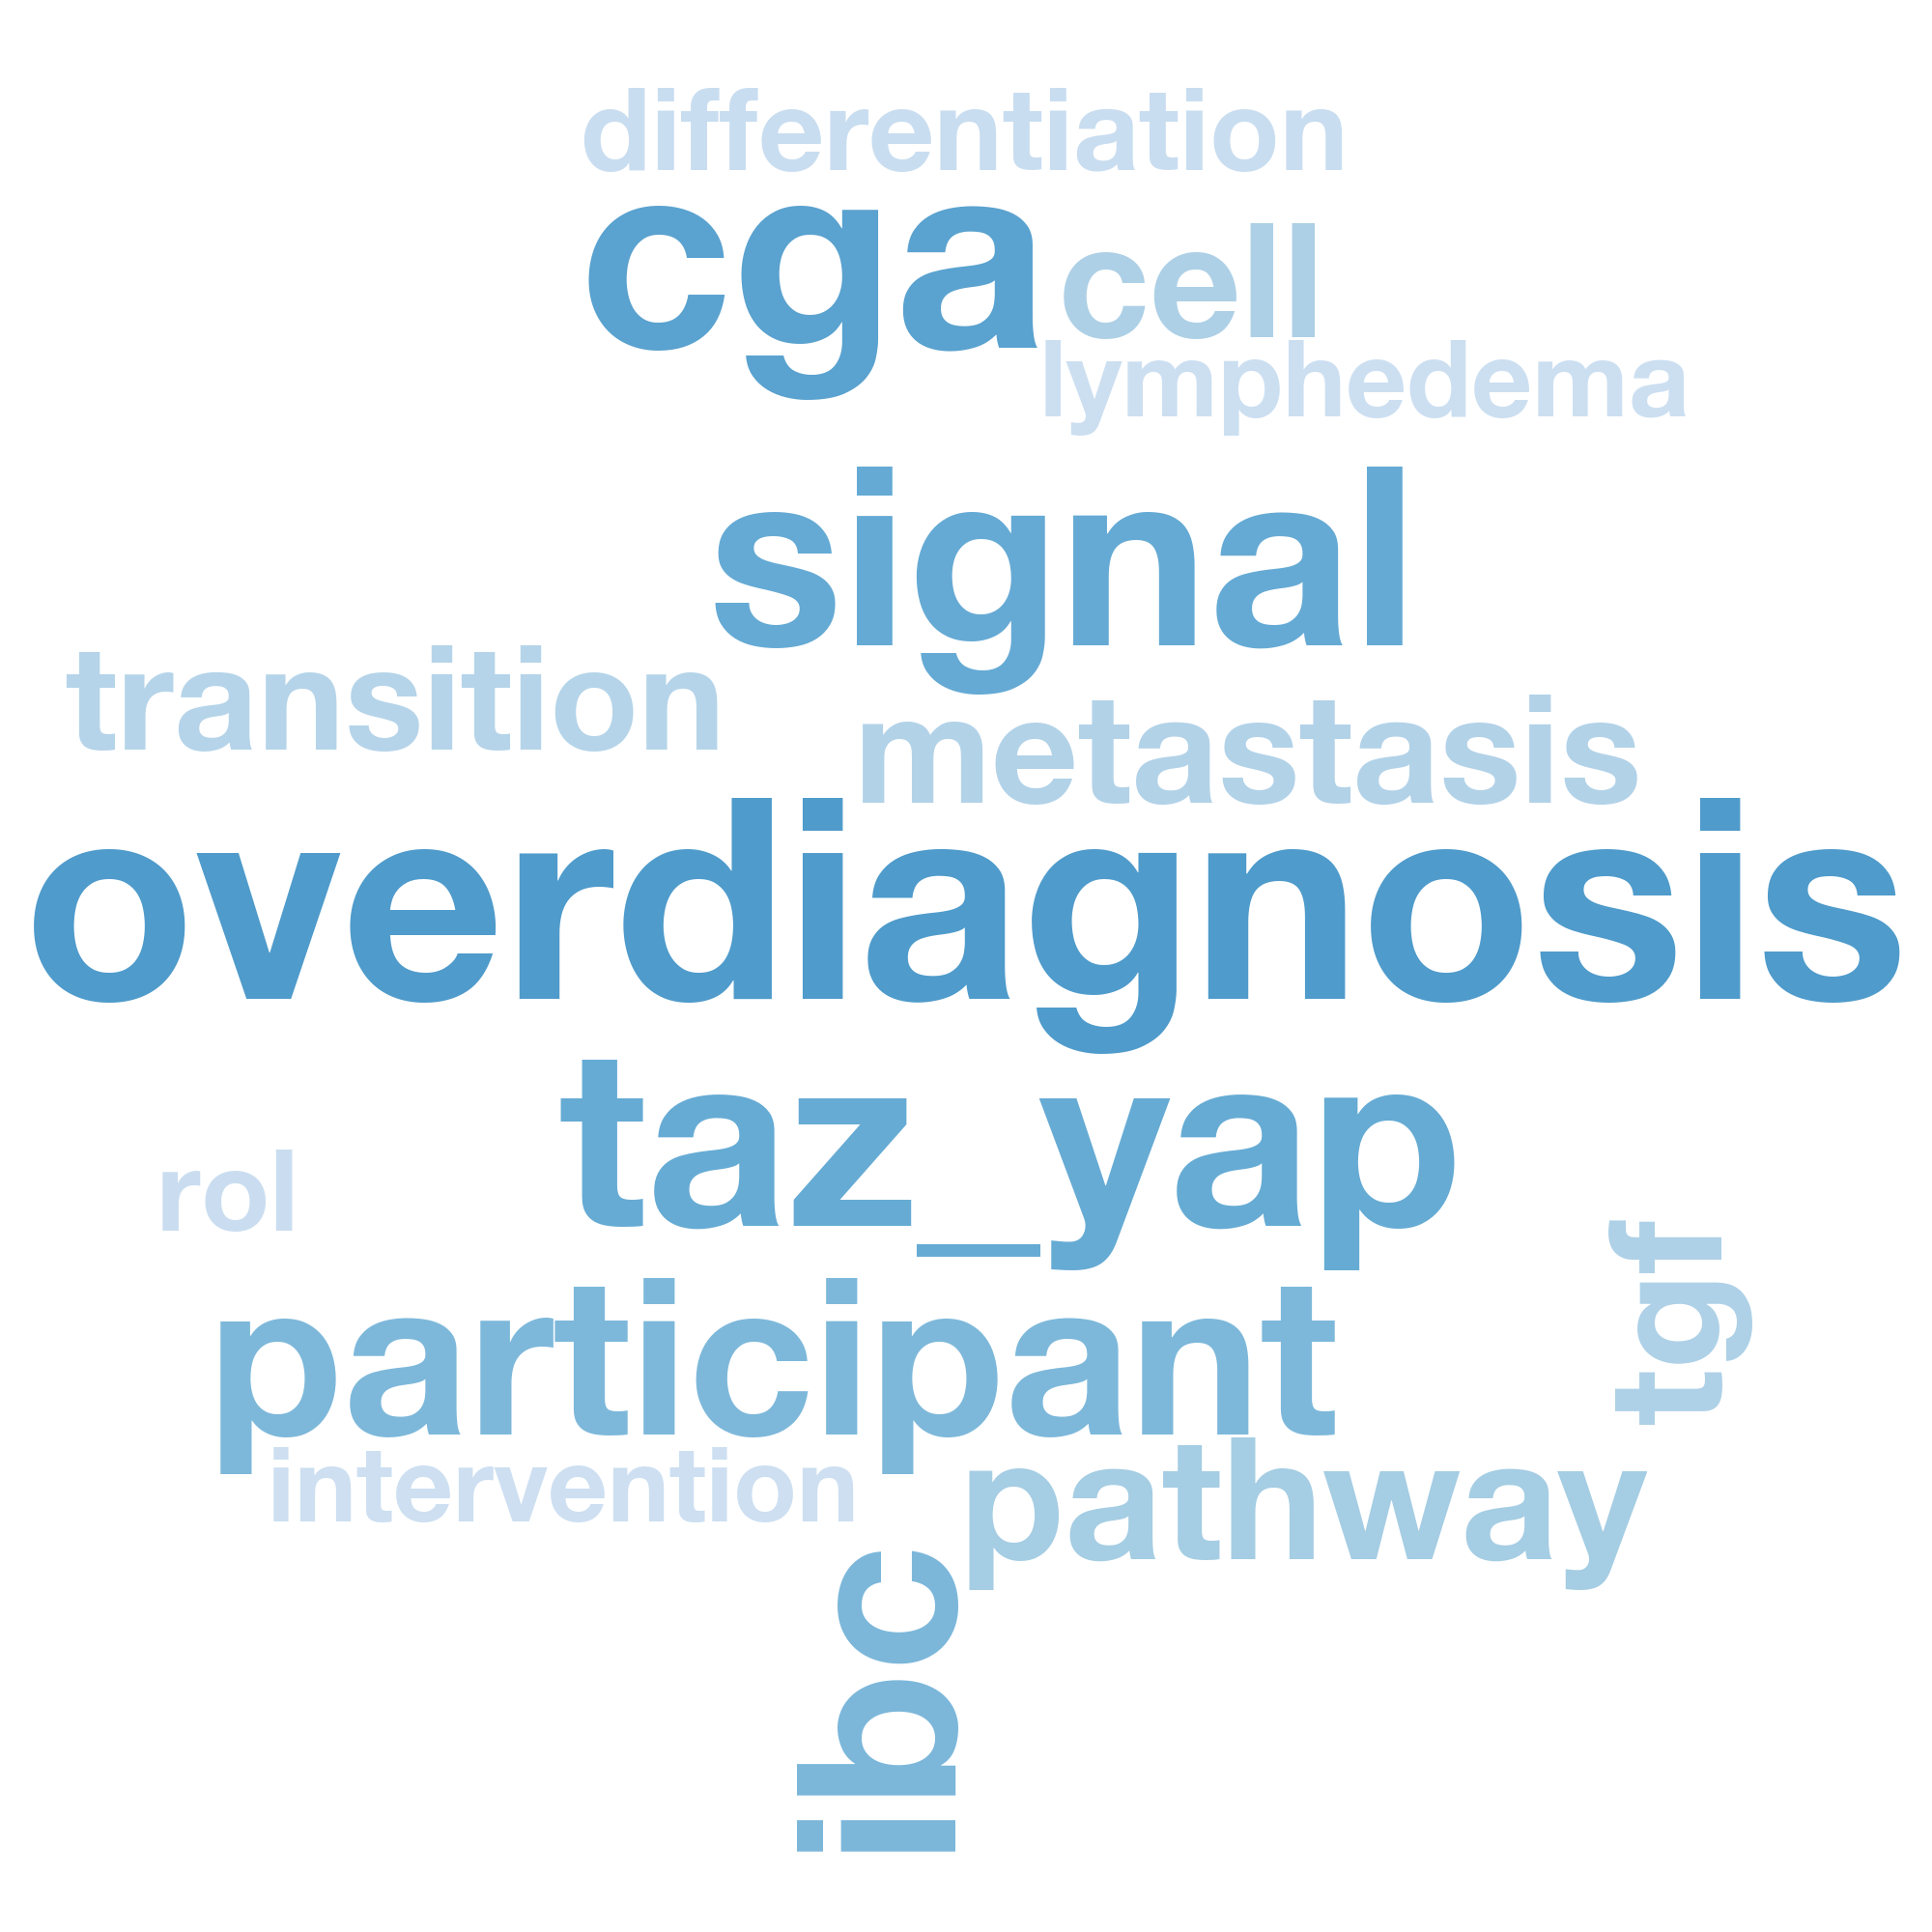 differentiation
cga
cell
lymphedema
signal
transition
metastasis
overdiagnosis
taz_yap
rol
tgf
participant
intervention
pathway
ibc